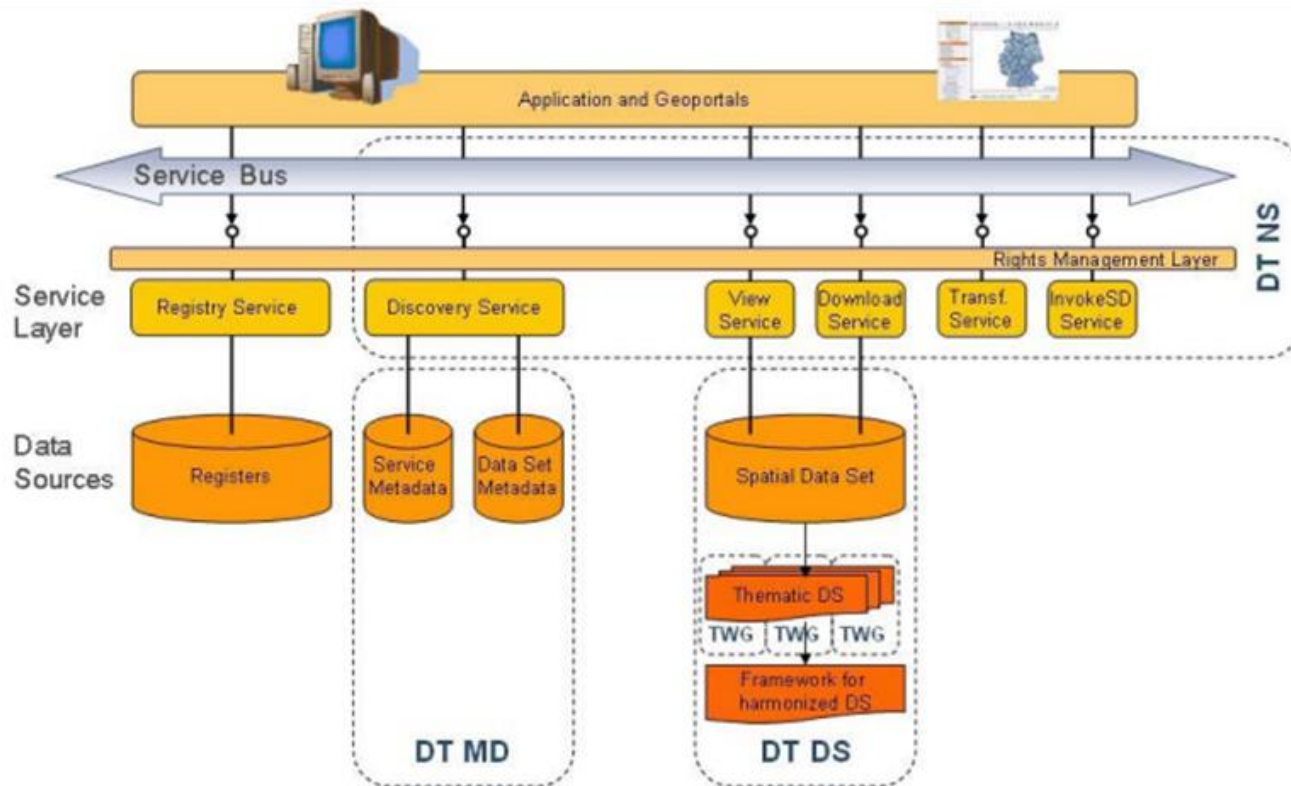 Application and Geoportals
Service Bus
DT NS
Rights Management Layer
Service
Layer
Registry Service
Discovery Service
View
Service
Download
Service
Transf.
Service
InvokeSD
Service
Data
Sources
Registers
Service
Metadata
Data Set
Metadata
Spatial Data Set
Thematic DS
TWG
TWG
TWG
Framework for
harmonized DS
DT MD
DT DS